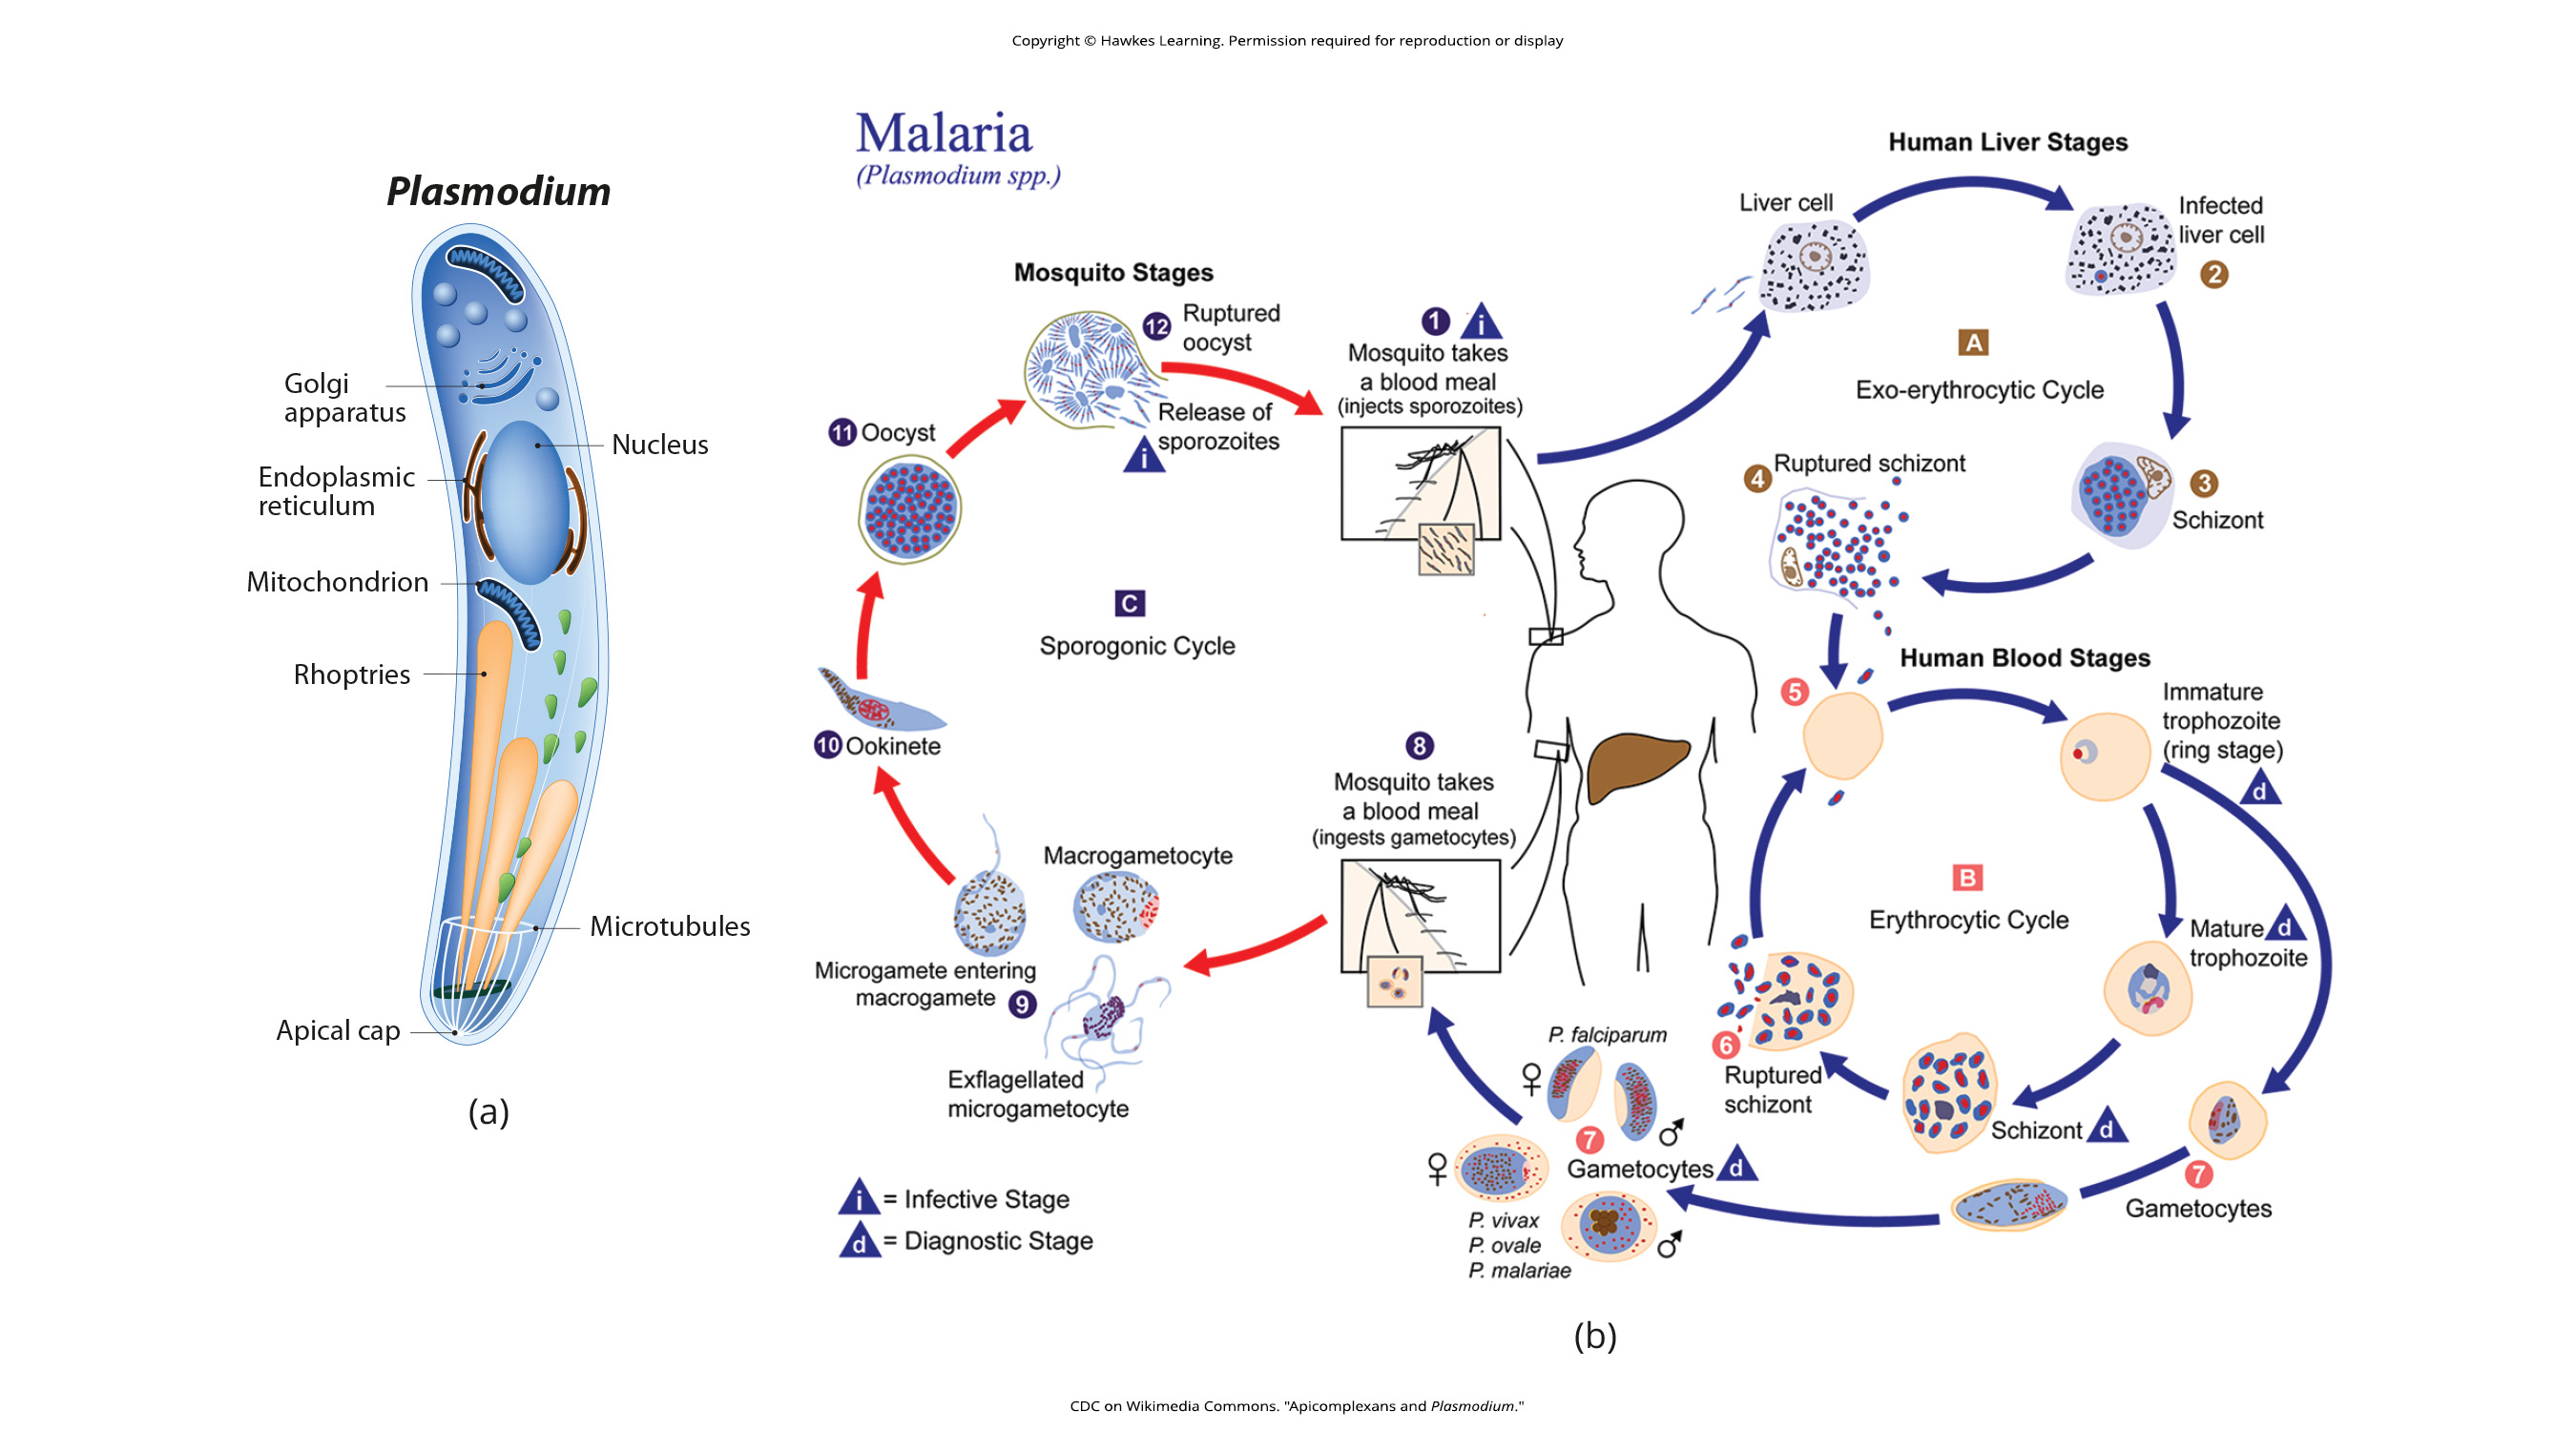 Copyright © Hawkes Learning. Permission required for reproduction or display
Plasmodium
Golgi
apparatus
Nucleus
Endoplasmic
reticulum
Mitochondrion
Rhoptries
Microtubules
Apical cap
(a)
Malaria
(Plasmodium spp.)
Mosquito Stages
12 Ruptured
oocyst
Release of
sporozoites
i
11 Oocyst
C
Sporogonic Cycle
10 Ookinete
Macrogametocyte
Microgamete entering
macrogamete 9
Exflagellated
microgametocyte
i = Infective Stage
d = Diagnostic Stage
1 i
Mosquito takes
a blood meal
(injects sporozoites)
8
Mosquito takes
a blood meal
(ingests gametocytes)
Human Liver Stages
Liver cell
Infected
liver cell
2
A
Exo-erythrocytic Cycle
4 Ruptured schizont
3
Schizont
Human Blood Stages
5
Immature
trophozoite
(ring stage)
d
B
Erythrocytic Cycle
Mature d
trophozoite
6
Ruptured
schizont
Schizont d
7
Gametocytes
P. falciparum
♀
♂
7
Gametocytes d
♀
P. vivax
P. ovale
P. malariae
♂
(b)
CDC on Wikimedia Commons. "Apicomplexans and Plasmodium."